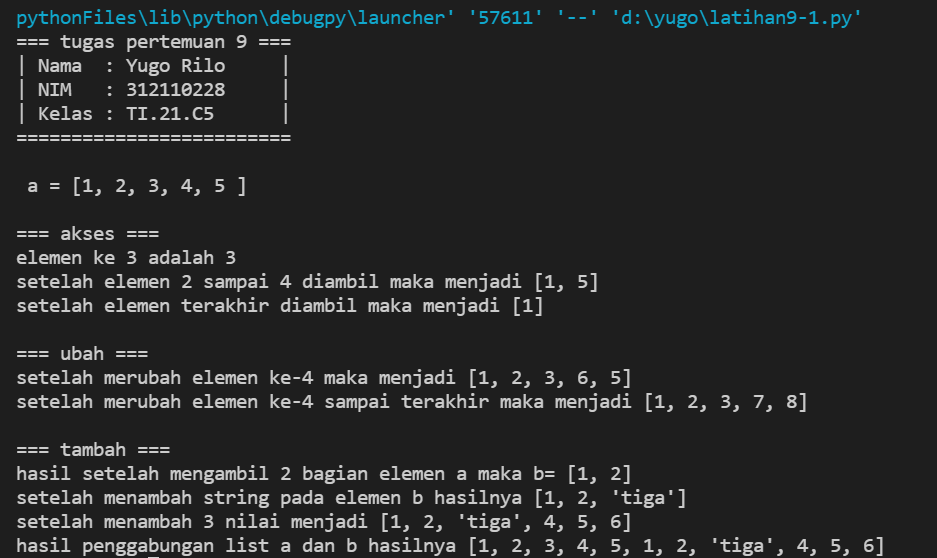 pythonFiles\lib\python\debugpy\launcher' '57611' '--' 'd:\yugo\latihan9-1.py'
=== tugas pertemuan 9 ===
| Nama  : Yugo Rilo     |
| NIM   : 312110228     |
| Kelas : TI.21.C5      |
=========================
a = [1, 2, 3, 4, 5 ]
=== akses ===
elemen ke 3 adalah 3
setelah elemen 2 sampai 4 diambil maka menjadi [1, 5]
setelah elemen terakhir diambil maka menjadi [1]
=== ubah ===
setelah merubah elemen ke-4 maka menjadi [1, 2, 3, 6, 5]
setelah merubah elemen ke-4 sampai terakhir maka menjadi [1, 2, 3, 7, 8]
=== tambah ===
hasil setelah mengambil 2 bagian elemen a maka b= [1, 2]
setelah menambah string pada elemen b hasilnya [1, 2, 'tiga']
setelah menambah 3 nilai menjadi [1, 2, 'tiga', 4, 5, 6]
hasil penggabungan list a dan b hasilnya [1, 2, 3, 4, 5, 1, 2, 'tiga', 4, 5, 6]